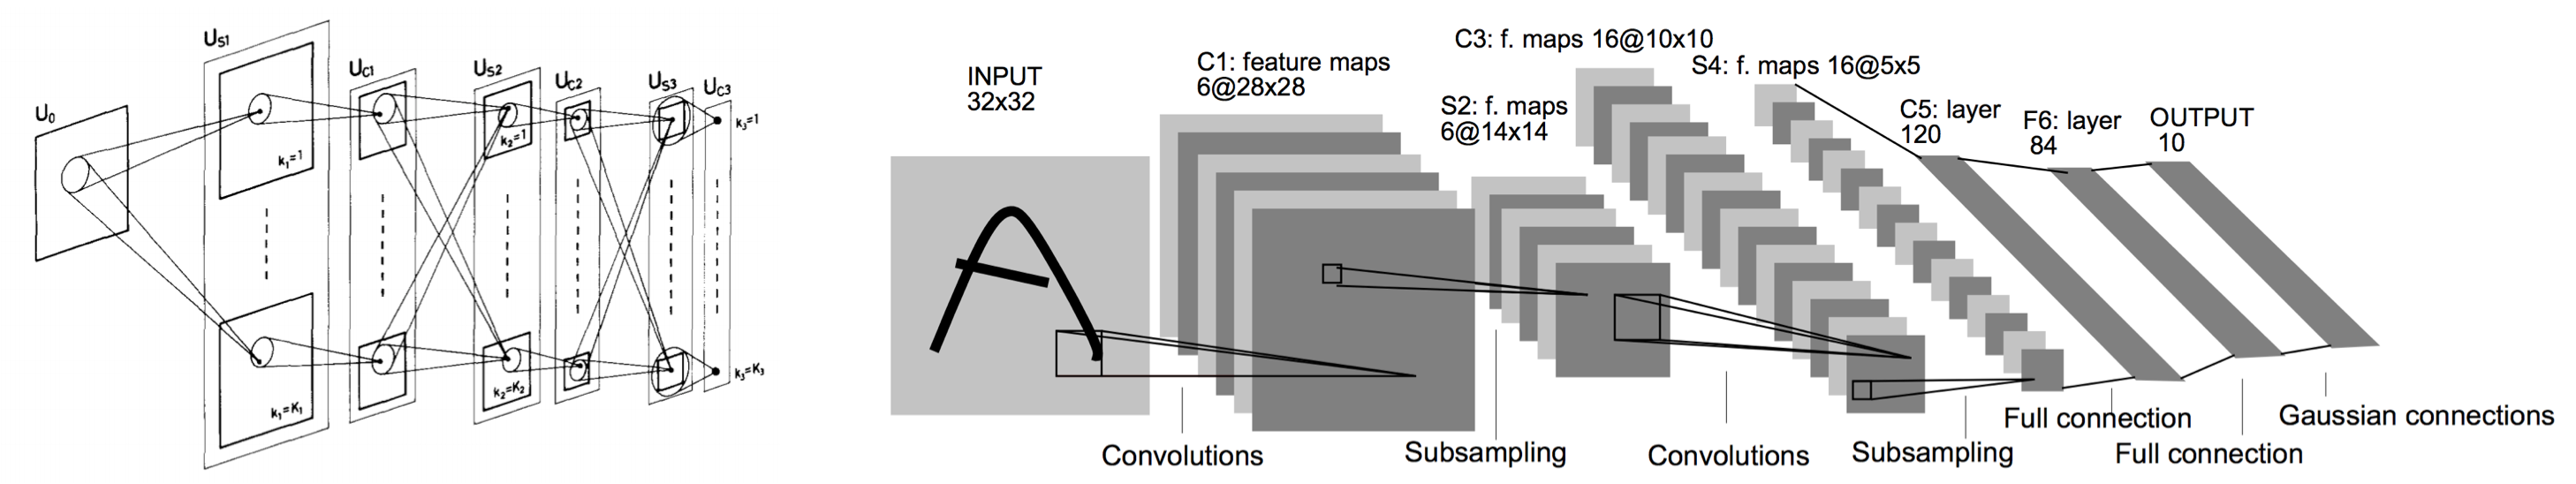 U0
US1
k1=1
k1=K1
UC1
US2
k2=1
k2=K2
UC2
US3
UC3
k3=1
k3=K3
INPUT
32x32
C1: feature maps
6@28x28
S2: f. maps
6@14x14
C3: f. maps 16@10x10
S4: f. maps 16@5x5
C5: layer
120
F6: layer
84
OUTPUT
10
Convolutions
Subsampling
Convolutions
Subsampling
Full connection
Full connection
Gaussian connections